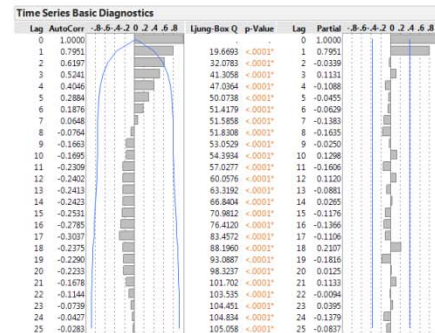 Time Series Basic Diagnostics
Lag AutoCorr -.8-.6-.4-.2 0 .2 .4 .6 .8 Ljung-Box Q p-Value Lag Partial -.8-.6-.4-.2 0 .2 .4 .6 .8
0 1.0000 . . 0 1.0000
1 0.7951 19.6693 <.0001* 1 0.7951
2 0.6197 32.0783 <.0001* 2 -0.0339
3 0.5241 41.3058 <.0001* 3 0.1131
4 0.4046 47.0364 <.0001* 4 -0.1088
5 0.2884 50.0738 <.0001* 5 -0.0455
6 0.1876 51.4179 <.0001* 6 -0.0629
7 0.0648 51.5858 <.0001* 7 -0.1383
8 -0.0764 51.8308 <.0001* 8 -0.1635
9 -0.1663 53.0529 <.0001* 9 -0.0250
10 -0.1695 54.3934 <.0001* 10 0.1298
11 -0.2309 57.0277 <.0001* 11 -0.1606
12 -0.2402 60.0576 <.0001* 12 0.1120
13 -0.2413 63.3192 <.0001* 13 -0.0881
14 -0.2423 66.8404 <.0001* 14 0.0265
15 -0.2531 70.9812 <.0001* 15 -0.1176
16 -0.2785 76.4120 <.0001* 16 -0.1366
17 -0.3037 83.4572 <.0001* 17 -0.1106
18 -0.2375 88.1960 <.0001* 18 0.2107
19 -0.2290 93.0887 <.0001* 19 -0.1816
20 -0.2233 98.3237 <.0001* 20 0.0125
21 -0.1678 101.702 <.0001* 21 0.1133
22 -0.1144 103.535 <.0001* 22 -0.0094
23 -0.0739 104.451 <.0001* 23 0.0395
24 -0.0427 104.834 <.0001* 24 -0.1379
25 -0.0283 105.058 <.0001* 25 -0.0837